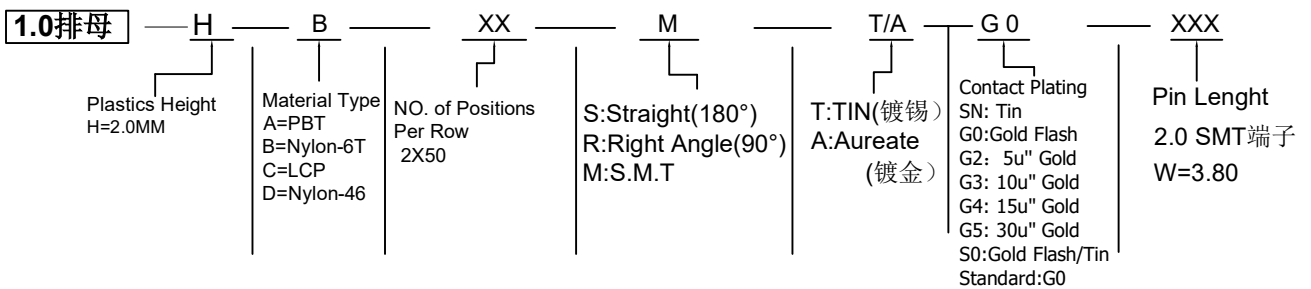 1.0排母 H B XX M T/A G 0 XXX
Plastics Height
H=2.0MM
Material Type
A=PBT
B=Nylon-6T
C=LCP
D=Nylon-46
NO. of Positions
Per Row
2X50
S:Straight(180°)
R:Right Angle(90°)
M:S.M.T
T:TIN(镀锡）
A:Aureate
(镀金）
Contact Plating
SN: Tin
G0:Gold Flash
G2：5u" Gold
G3: 10u" Gold
G4: 15u" Gold
G5: 30u" Gold
S0:Gold Flash/Tin
Standard:G0
Pin Lenght
2.0 SMT端子
W=3.80